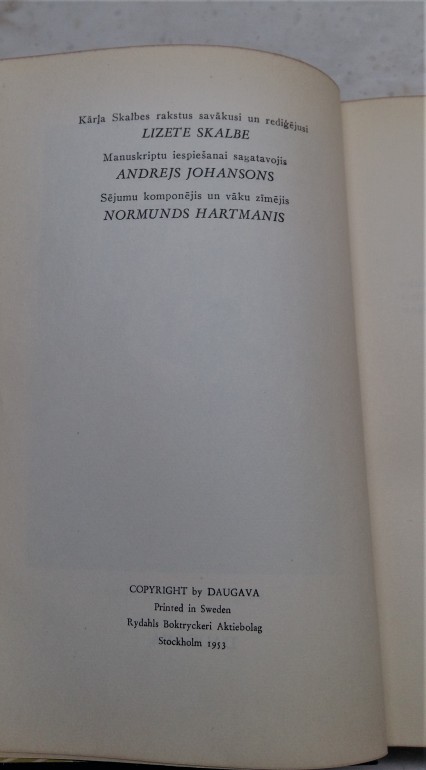 Kārļa Skalbes rakstus savākusi un rediģējusi
LIZETE SKALBE
Manuskriptu iespiešanai sagatavojis
ANDREJS JOHANSONS
Sējumu komponējis un vāku zīmējis
NORMUNDS HARTMANIS
COPYRIGHT by DAUGAVA
Printed in Sweden
Rydahls Boktryckeri Aktiebolag
Stockholm 1953